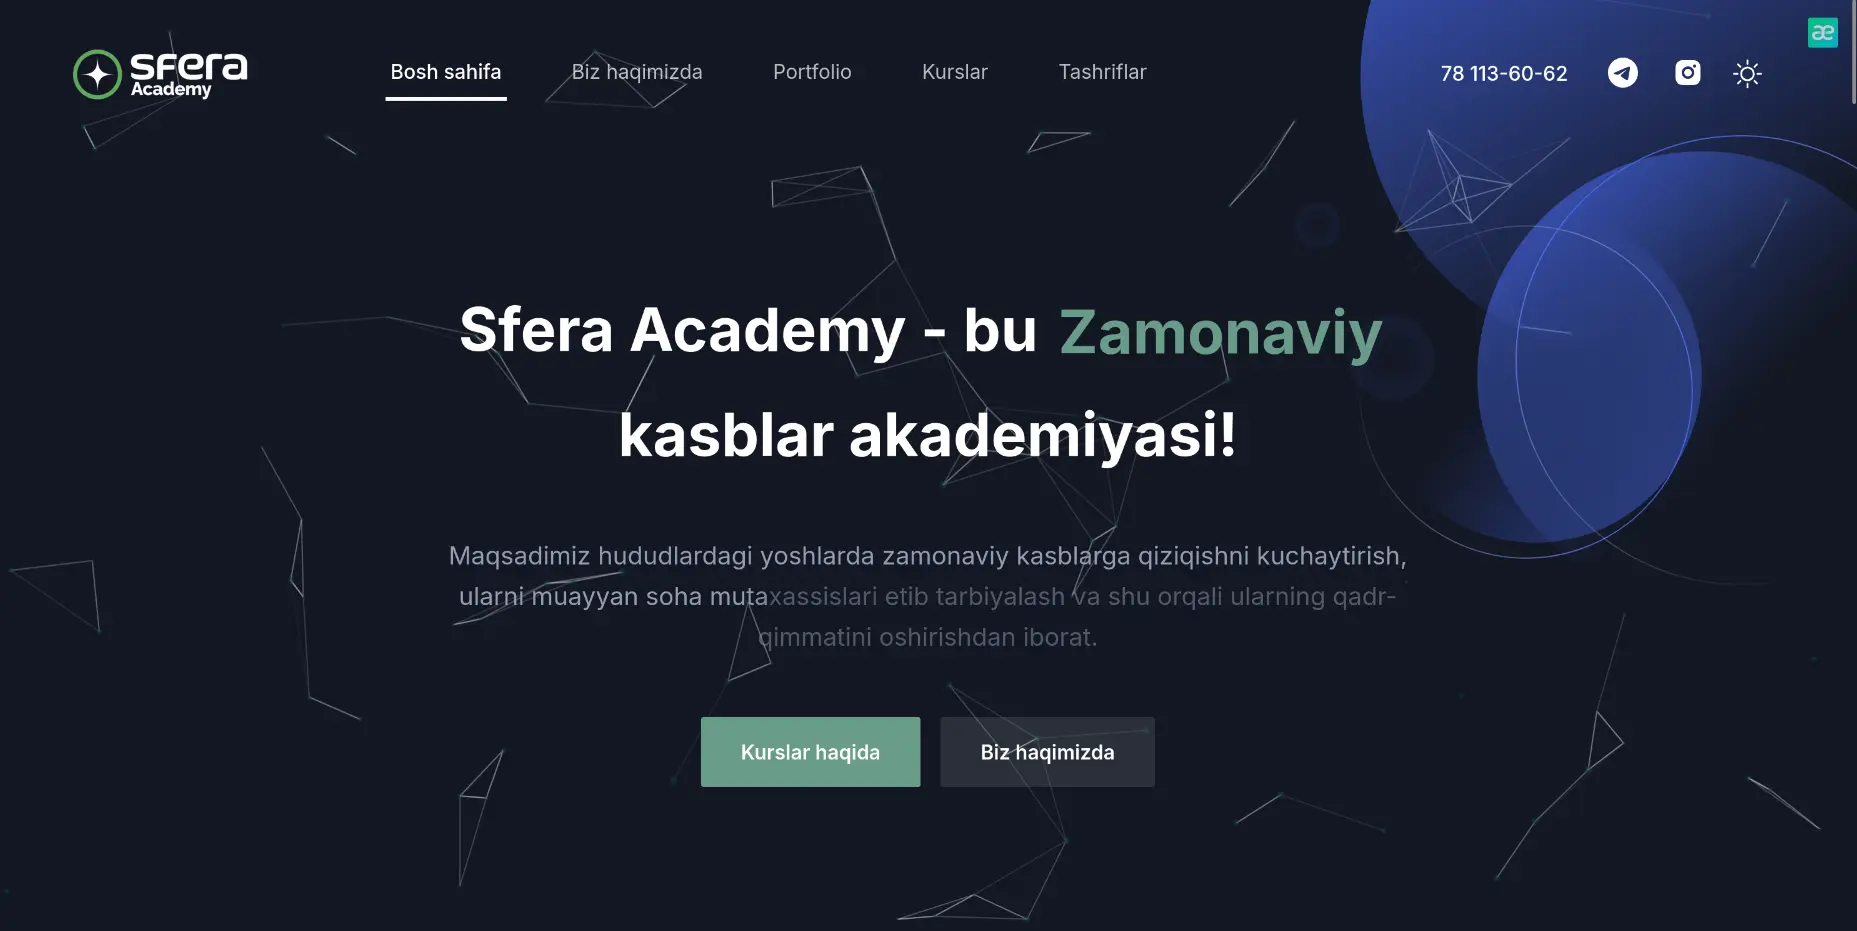 sfera
Academy
Bosh sahifa
Biz haqimizda
Portfolio
Kurslar
Tashriflar
78 113-60-62
æ
Sfera Academy - bu Zamonaviy
kasblar akademiyasi!
Maqsadimiz hududlardagi yoshlarda zamonaviy kasblarga qiziqishni kuchaytirish,
ularni muayyan soha mutaxassislari etib tarbiyalash va shu orqali ularning qadr-
qimmatini oshirishdan iborat.
Kurslar haqida
Biz haqimizda